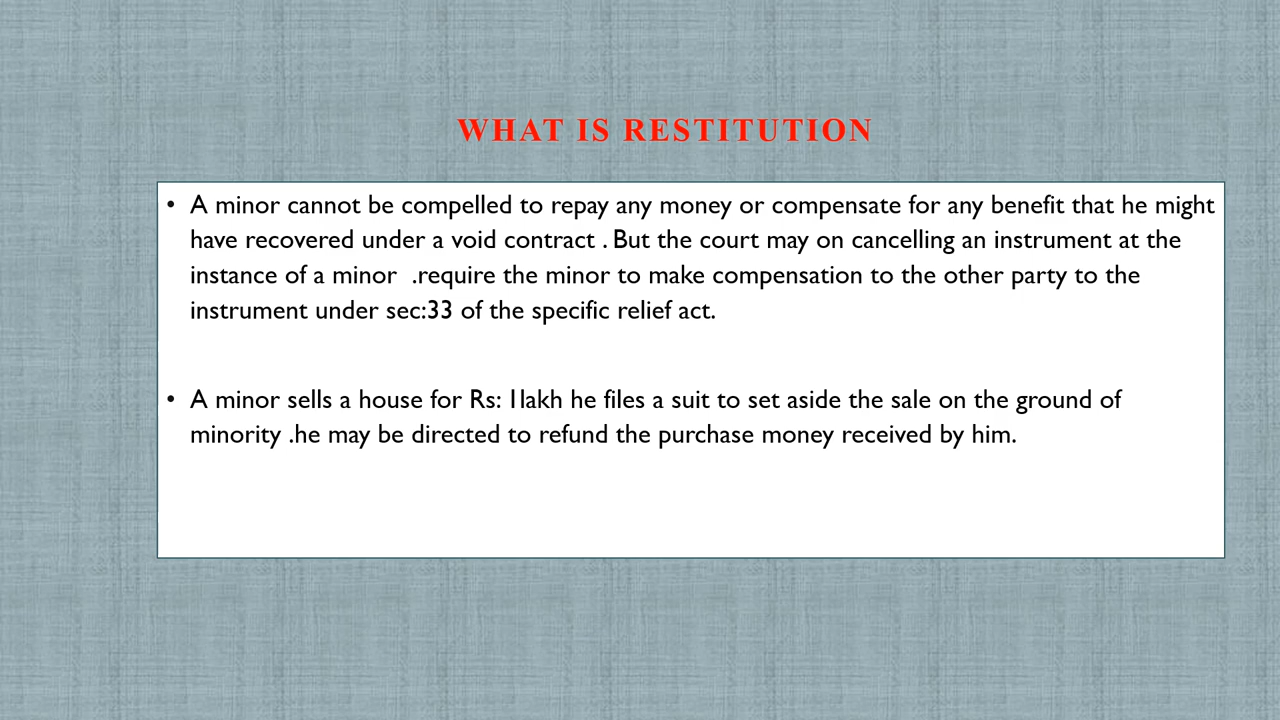 WHAT IS RESTITUTION
• A minor cannot be compelled to repay any money or compensate for any benefit that he might
have recovered under a void contract . But the court may on cancelling an instrument at the
instance of a minor  .require the minor to make compensation to the other party to the
instrument under sec:33 of the specific relief act.
• A minor sells a house for Rs: 1lakh he files a suit to set aside the sale on the ground of
minority .he may be directed to refund the purchase money received by him.